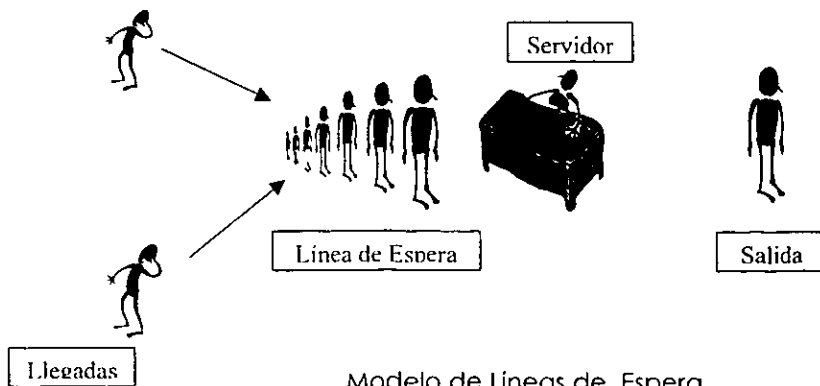 Servidor
Línea de Espera
Salida
Llegadas
Modelo de Líneas de Espera